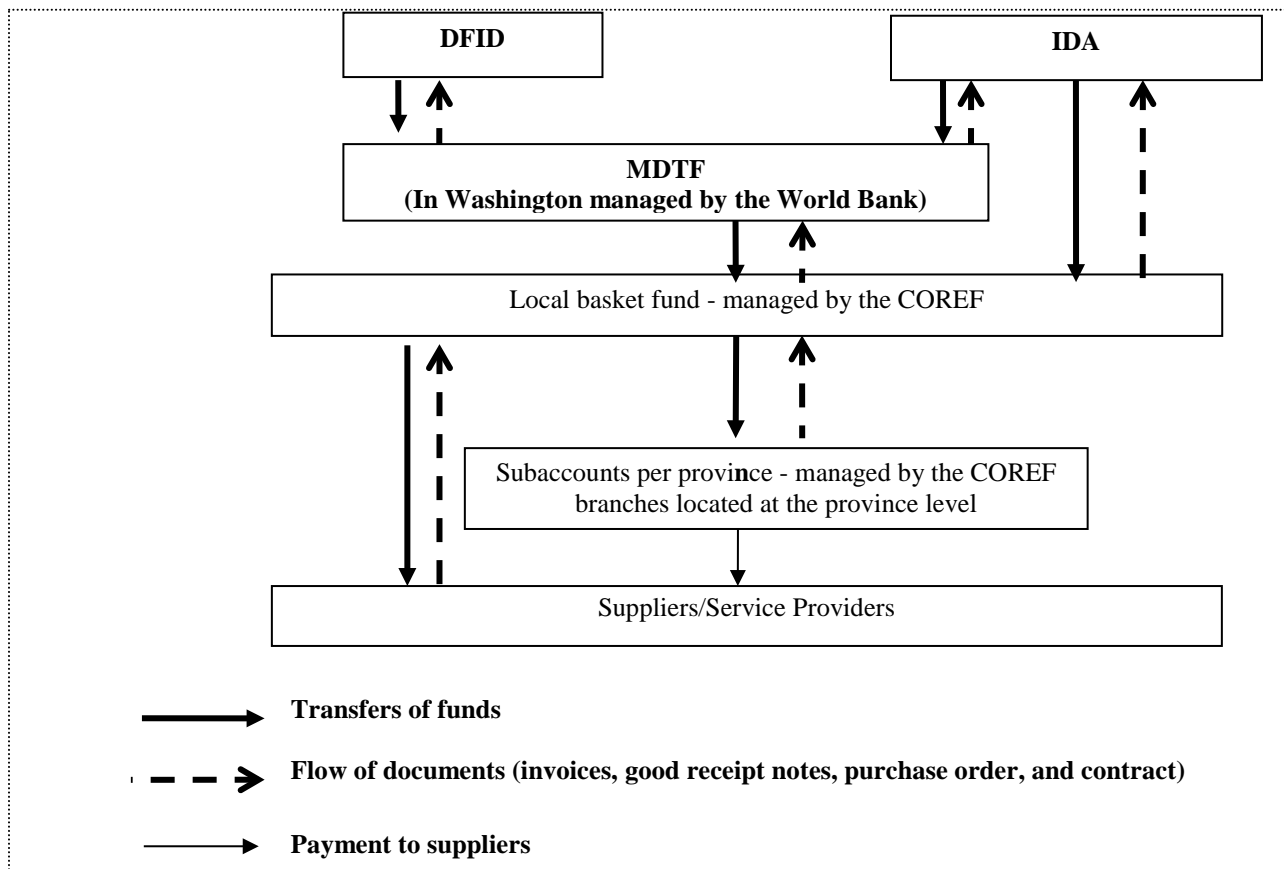 DFID
IDA
MDTF
(In Washington managed by the World Bank)
Local basket fund - managed by the COREF
Subaccounts per province - managed by the COREF
branches located at the province level
Suppliers/Service Providers
Transfers of funds
Flow of documents (invoices, good receipt notes, purchase order, and contract)
Payment to suppliers